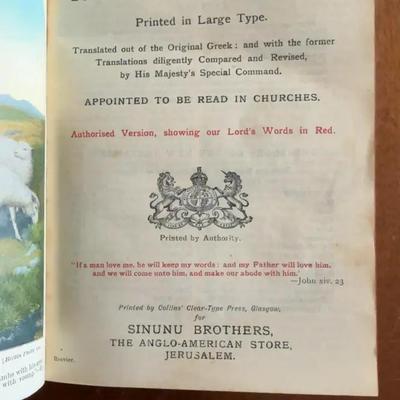 Printed in Large Type.
Translated out of the Original Greek: and with the former
Translations diligently Compared and Revised,
by His Majesty's Special Command.
APPOINTED TO BE READ IN CHURCHES.
Authorised Version, showing our Lord's Words in Red.
Printed by Authority.
"If a man love me, he will keep my words: and my Father will love him,
and we will come unto him, and make our abode with him."
—John xiv. 23
Printed by Collins' Clear-Type Press, Glasgow,
for
SINUNU BROTHERS,
THE ANGLO-AMERICAN STORE,
JERUSALEM.
Brevier.
with young"